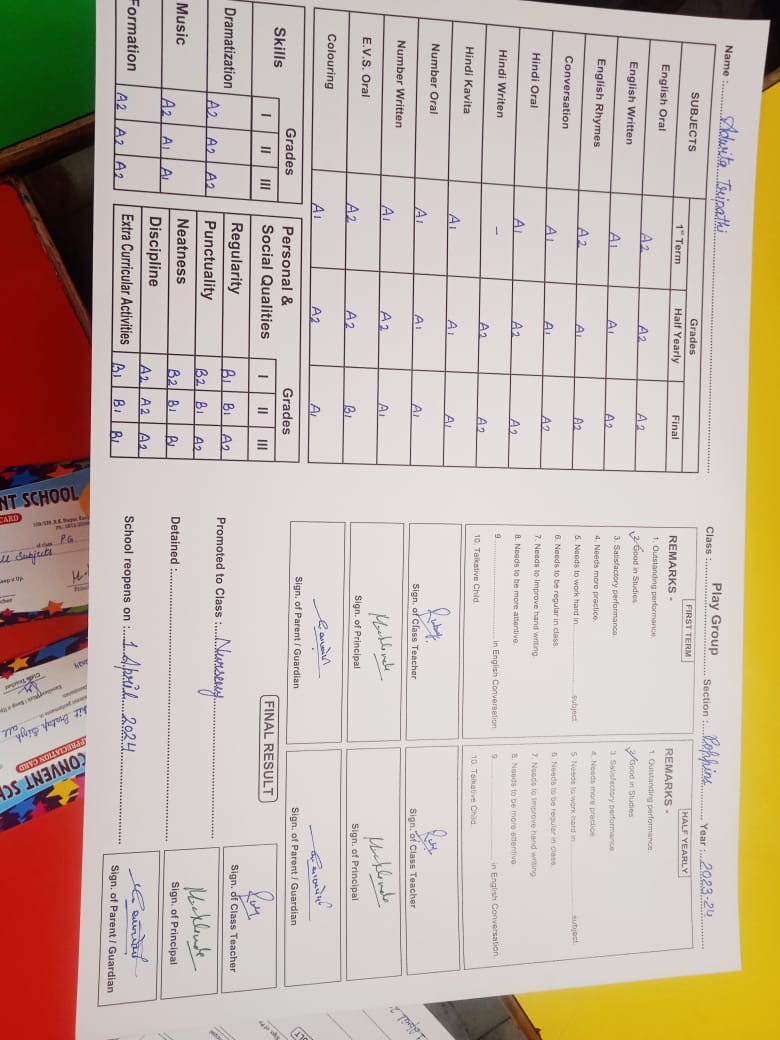 Name : Adwita Tripathi
SUBJECTS Grades
1st Term Half Yearly Final
English Oral A2 A2 A2
English Written A1 A1 A2
English Rhymes A2 A1 A2
Conversation A1 A1 A2
Hindi Oral A1 A2 A2
Hindi Writen – A2 A2
Hindi Kavita A1 A1 A1
Number Oral A1 A1 A1
Number Written A1 A2 A1
E.V.S. Oral A2 A2 B1
Colouring A1 A2 A1
Skills Grades
I II III
Dramatization A2 A2 A2
Music A2 A1 A1
Formation A2 A2 A2
Personal & Social Qualities Grades
I II III
Regularity B1 B1 A2
Punctuality B2 B1 A2
Neatness B2 B1 B1
Discipline A2 A2 A2
Extra Curricular Activities B1 B1 B1
Play Group
Class : Section : Poppins Year : 2023-24
FIRST TERM
REMARKS -
1. Outstanding performance.
2. Good in Studies.
3. Satisfactory performance.
4. Needs more practice.
5. Needs to work hard in subject.
6. Needs to be regular in class.
7. Needs to Improve hand writing.
8. Needs to be more attentive.
9. in English Conversation.
10. Talkative Child.
Sign. of Class Teacher
Sign. of Principal
Sign. of Parent / Guardian
HALF YEARLY
REMARKS -
1. Outstanding performance.
2. Good in Studies.
3. Satisfactory performance.
4. Needs more practice.
5. Needs to work hard in subject.
6. Needs to be regular in class.
7. Needs to Improve hand writing.
8. Needs to be more attentive.
9. in English Conversation.
10. Talkative Child.
Sign. of Class Teacher
Sign. of Principal
Sign. of Parent / Guardian
FINAL RESULT
Promoted to Class : Nursery
Detained :
School reopens on : 1 April 2024
Sign. of Class Teacher
Sign. of Principal
Sign. of Parent / Guardian
NT SCHOOL
CARD
of class P.G
Subjects
CONVENT SCH
APPRECIATION CARD